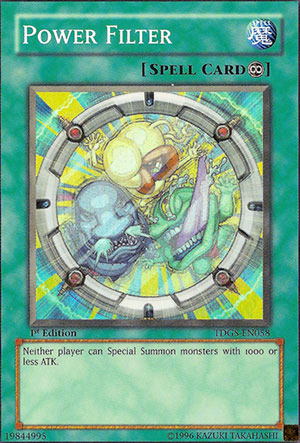 POWER FILTER
魔
[SPELL CARD]
1st Edition
TDGS-EN058
Neither player can Special Summon monsters with 1000 or
less ATK.
19844995
©1996 KAZUKI TAKAHASHI